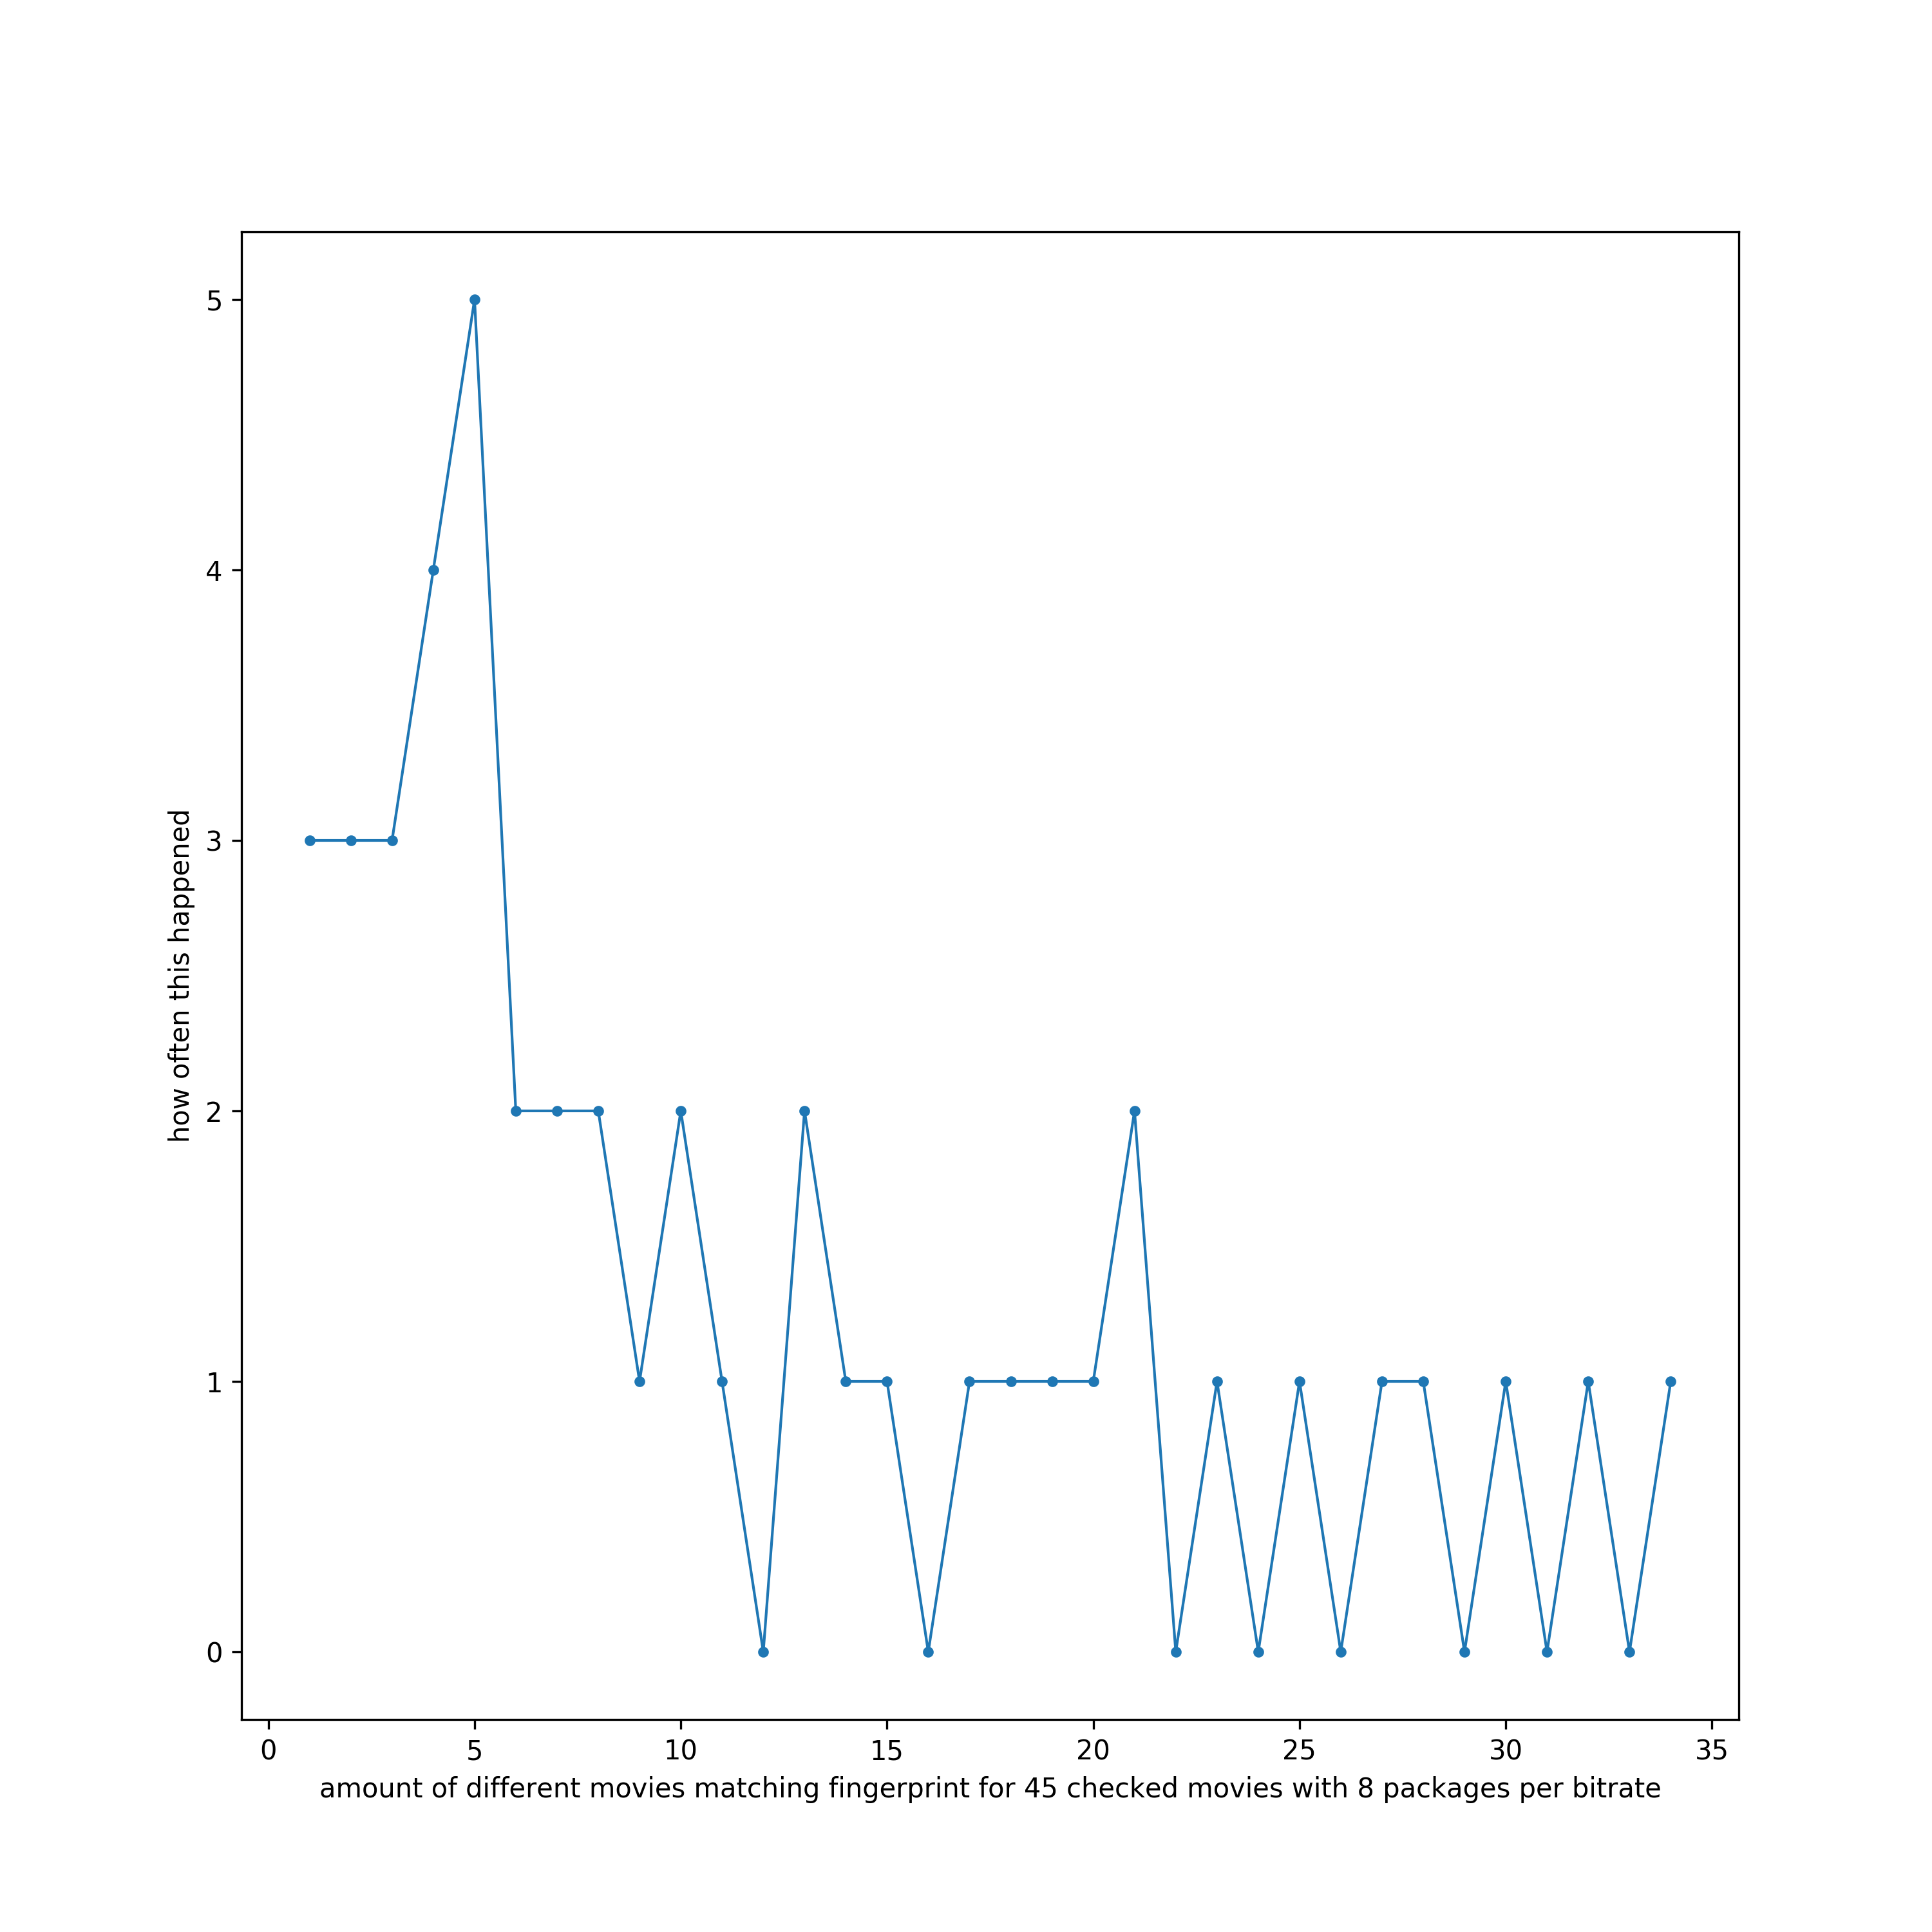 how often this happened
5
4
3
2
1
0
0 5 10 15 20 25 30 35
amount of different movies matching fingerprint for 45 checked movies with 8 packages per bitrate